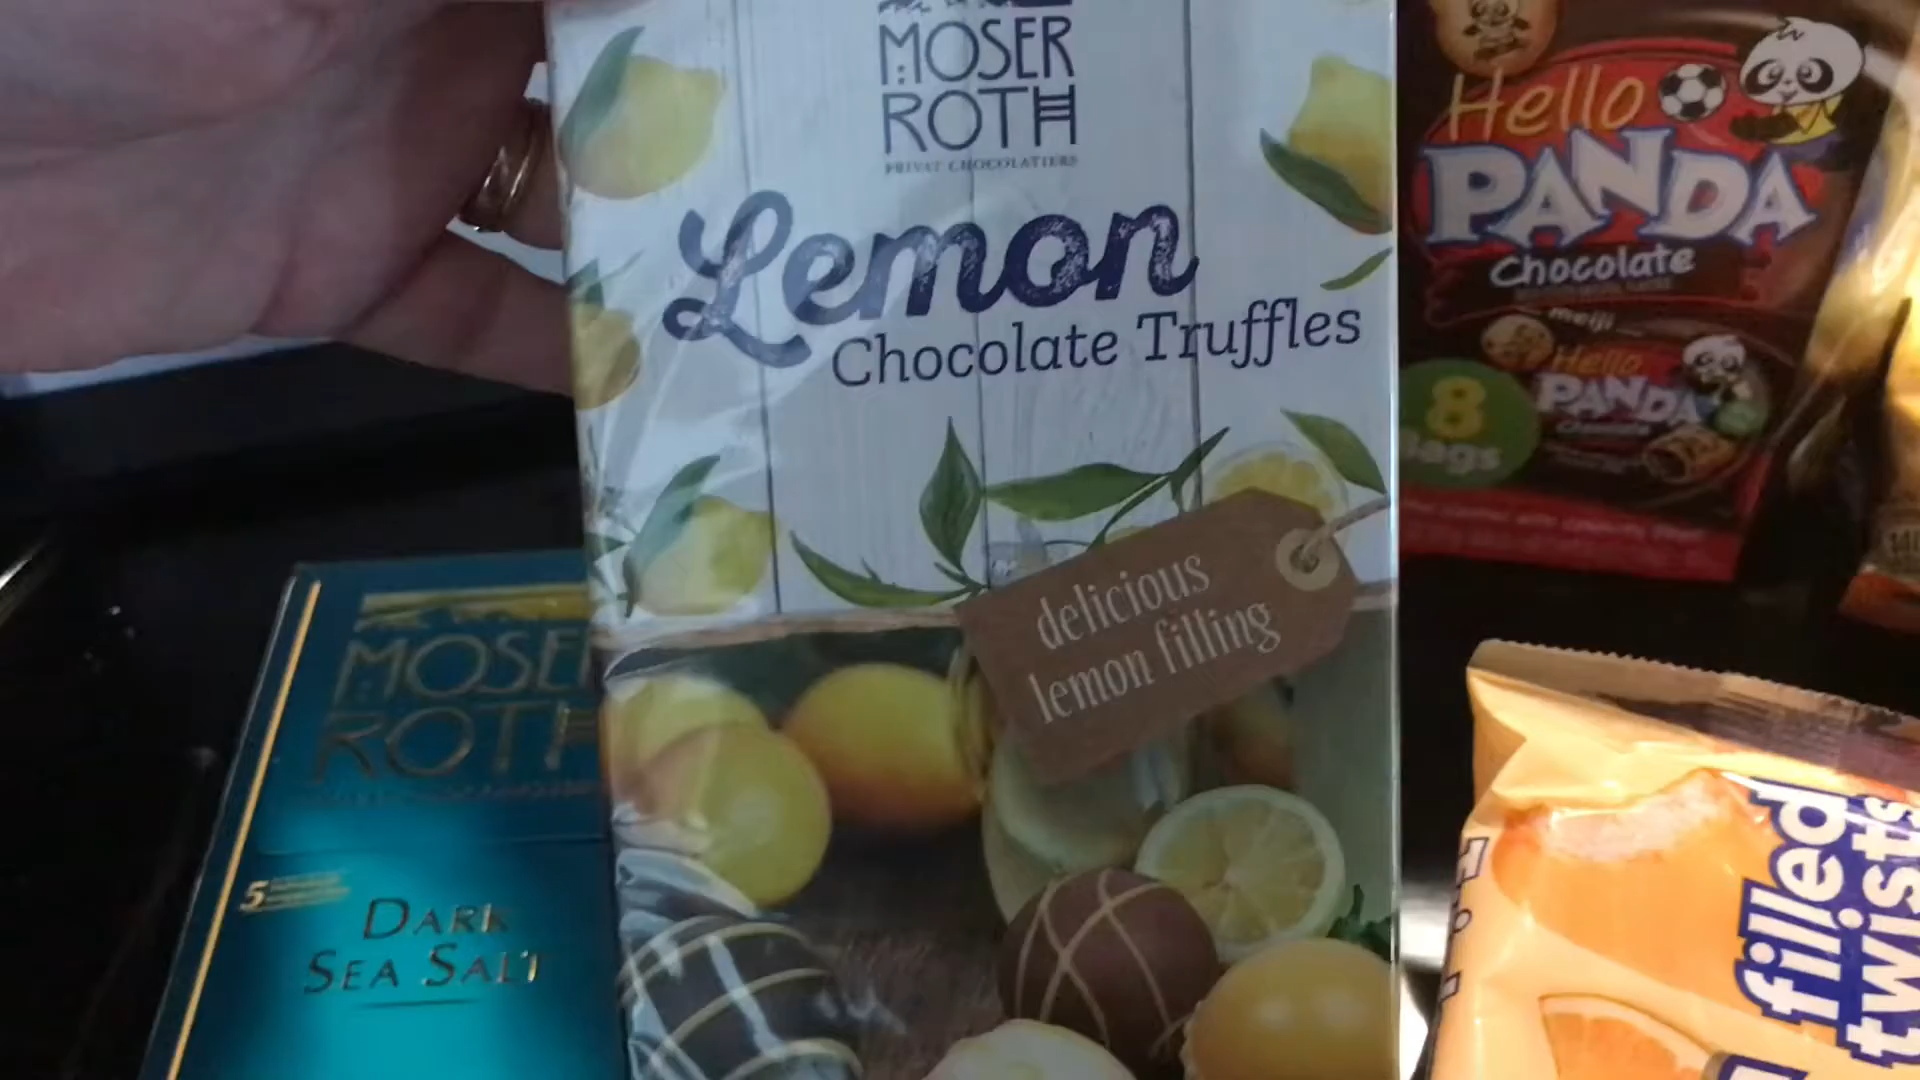 MOSER
ROTH
PRIVAT CHOCOLATIERS
Lemon
Chocolate Truffles
delicious
lemon filling
MOSER
ROTH
5
DARK
SEA SALT
Hello
PANDA
Chocolate
meiji
Hello
PANDA
Chocolate
8
Bags
filled
twists